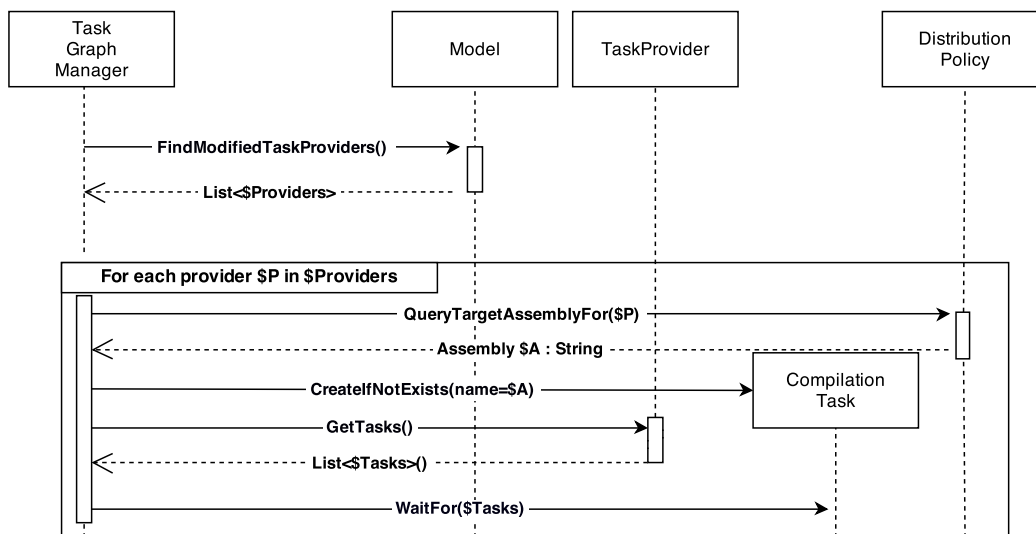 Task
Graph
Manager
Model
TaskProvider
Distribution
Policy
FindModifiedTaskProviders()
List<$Providers>
For each provider $P in $Providers
QueryTargetAssemblyFor($P)
Assembly $A : String
CreateIfNotExists(name=$A)
Compilation
Task
GetTasks()
List<$Tasks>()
WaitFor($Tasks)